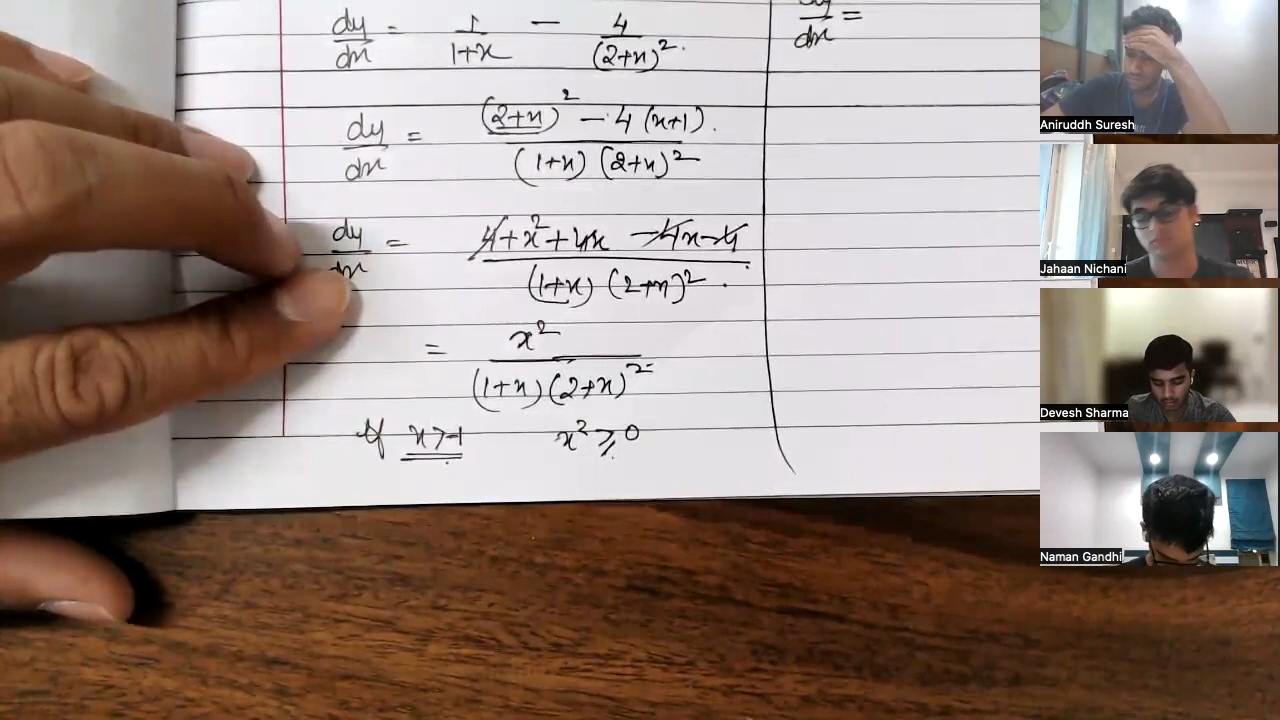 dy/dx = 1/(1+x) - 4/(2+x)².
dy/dx = ((2+x)² - 4(x+1).)/((1+x)(2+x)²)
dy/dx = (4+x²+4x -4x-4)/((1+x)(2+x)²).
= x²/((1+x)(2+x)²)
If x>-1 x² ≥ 0
dy/dx =
Aniruddh Suresh
Jahaan Nichani
Devesh Sharma
Naman Gandhi